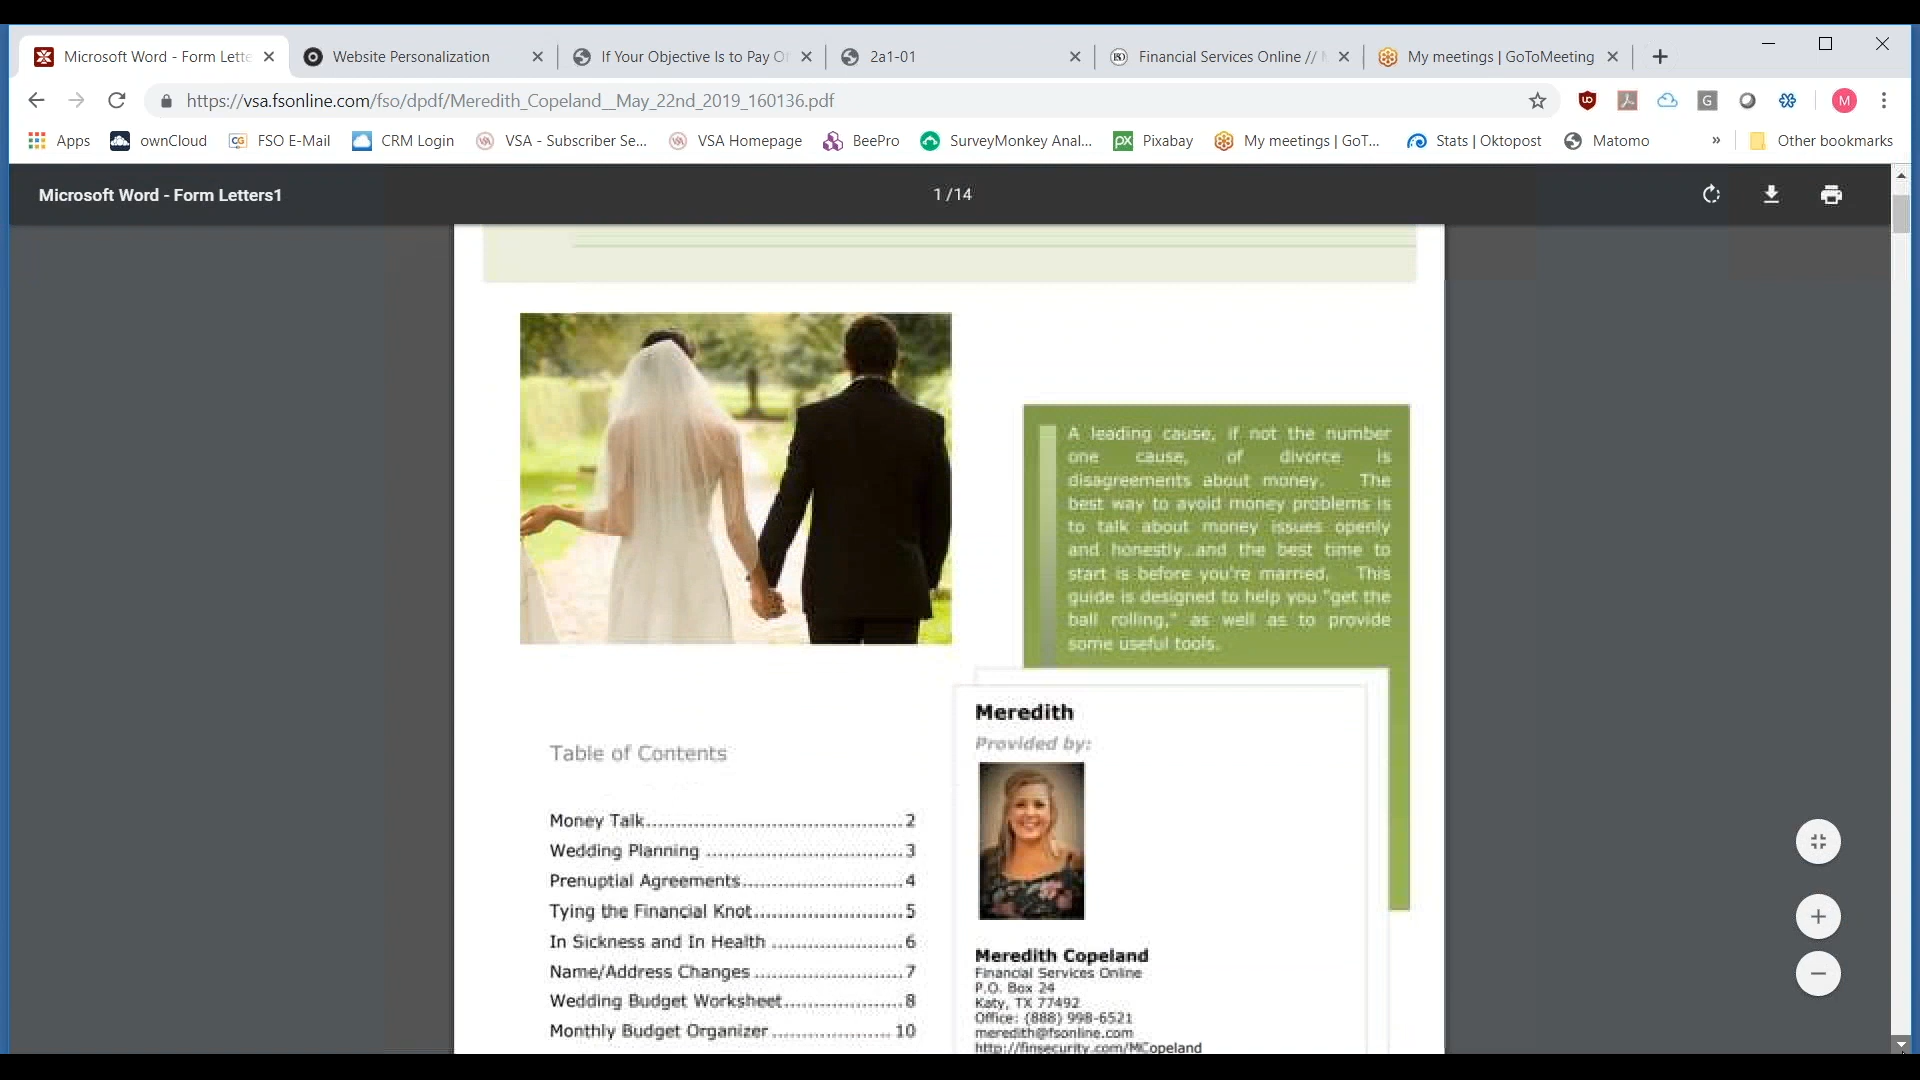 Microsoft Word - Form Lette
Website Personalization
If Your Objective Is to Pay O
2a1-01
Financial Services Online //
My meetings | GoToMeeting
https://vsa.fsonline.com/fso/dpdf/Meredith_Copeland__May_22nd_2019_160136.pdf
M
Apps
ownCloud
FSO E-Mail
CRM Login
VSA - Subscriber Se...
VSA Homepage
BeePro
SurveyMonkey Anal...
Pixabay
My meetings | GoT...
Stats | Oktopost
Matomo
»
Other bookmarks
Microsoft Word - Form Letters1
1 / 14
A leading cause, if not the number
one cause, of divorce is
disagreements about money. The
best way to avoid money problems is
to talk about money issues openly
and honestly...and the best time to
start is before you're married. This
guide is designed to help you "get the
ball rolling," as well as to provide
some useful tools.
Meredith
Provided by:
Table of Contents
Money Talk.......................................2
Wedding Planning ..............................3
Prenuptial Agreements........................4
Tying the Financial Knot......................5
In Sickness and In Health ....................6
Name/Address Changes ......................7
Wedding Budget Worksheet.................8
Monthly Budget Organizer .................. 10
Meredith Copeland
Financial Services Online
P.O. Box 24
Katy, TX 77492
Office: (888) 998-6521
meredith@fsonline.com
http://finsecurity.com/MCopeland